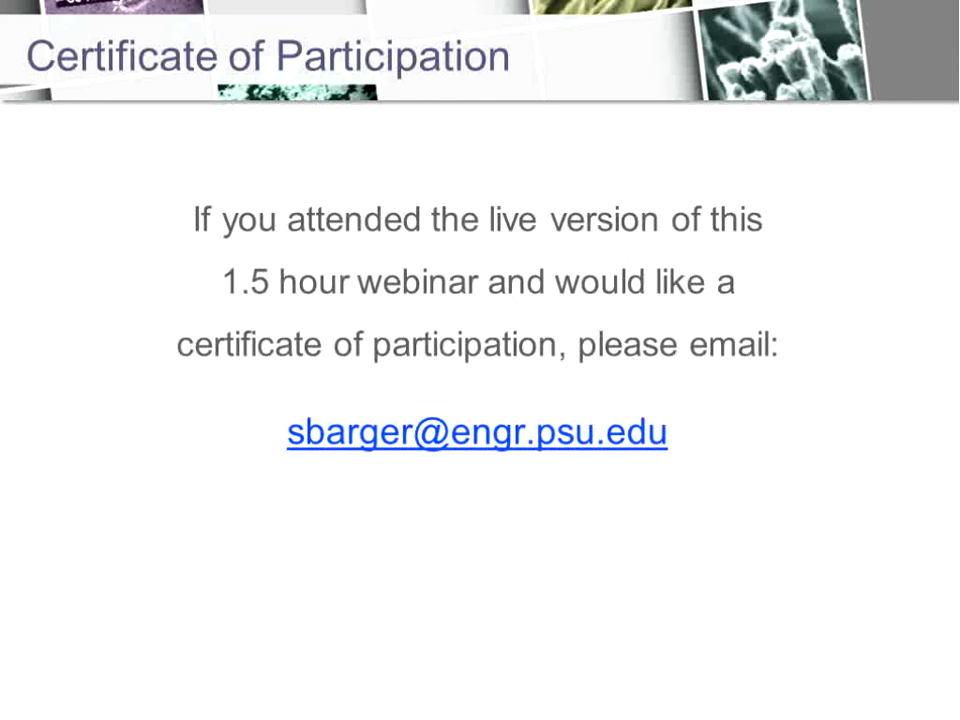 Certificate of Participation
If you attended the live version of this
1.5 hour webinar and would like a
certificate of participation, please email:
sbarger@engr.psu.edu